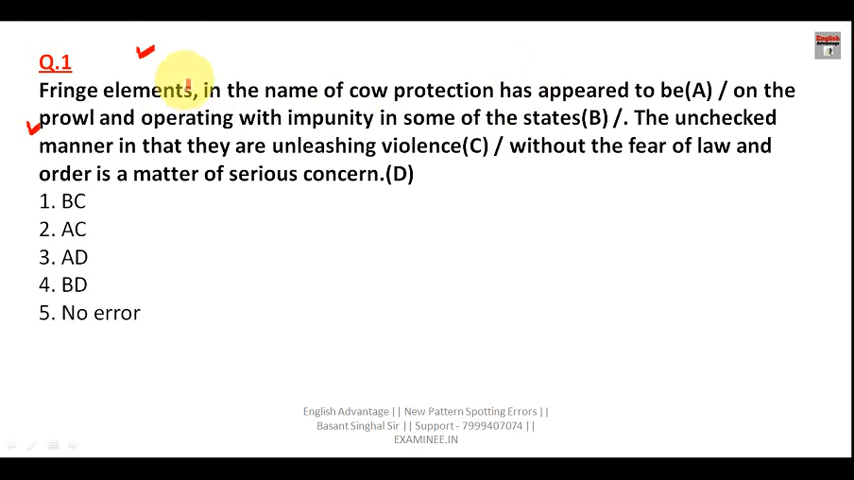 English
Advantage
Q.1
Fringe elements, in the name of cow protection has appeared to be(A) / on the
prowl and operating with impunity in some of the states(B) /. The unchecked
manner in that they are unleashing violence(C) / without the fear of law and
order is a matter of serious concern.(D)
1. BC
2. AC
3. AD
4. BD
5. No error
English Advantage || New Pattern Spotting Errors ||
Basant Singhal Sir || Support - 7999407074 ||
EXAMINEE.IN